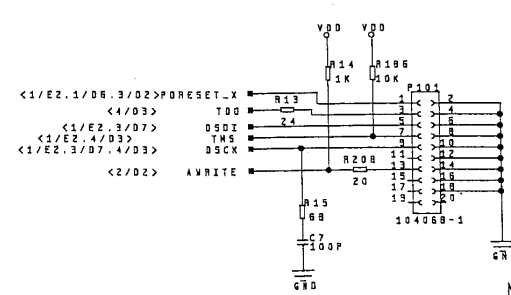 VDD VDD
R14 R186
1K 10K P101
<1/E2,1/D6,3/D2>PORESET_X R13 1 2
<4/D3> TDO 3 4
24 5 6
<1/E2,3/D7> DSDI 7 8
<1/E2,4/D3> TMS 9 10
<1/E2,3/D7,4/D3> DSCK 11 12
R208 13 14
<2/D2> AWRITE 15 16
20 17 18
19 20
R15 104068-1
68
C7
100P
GND